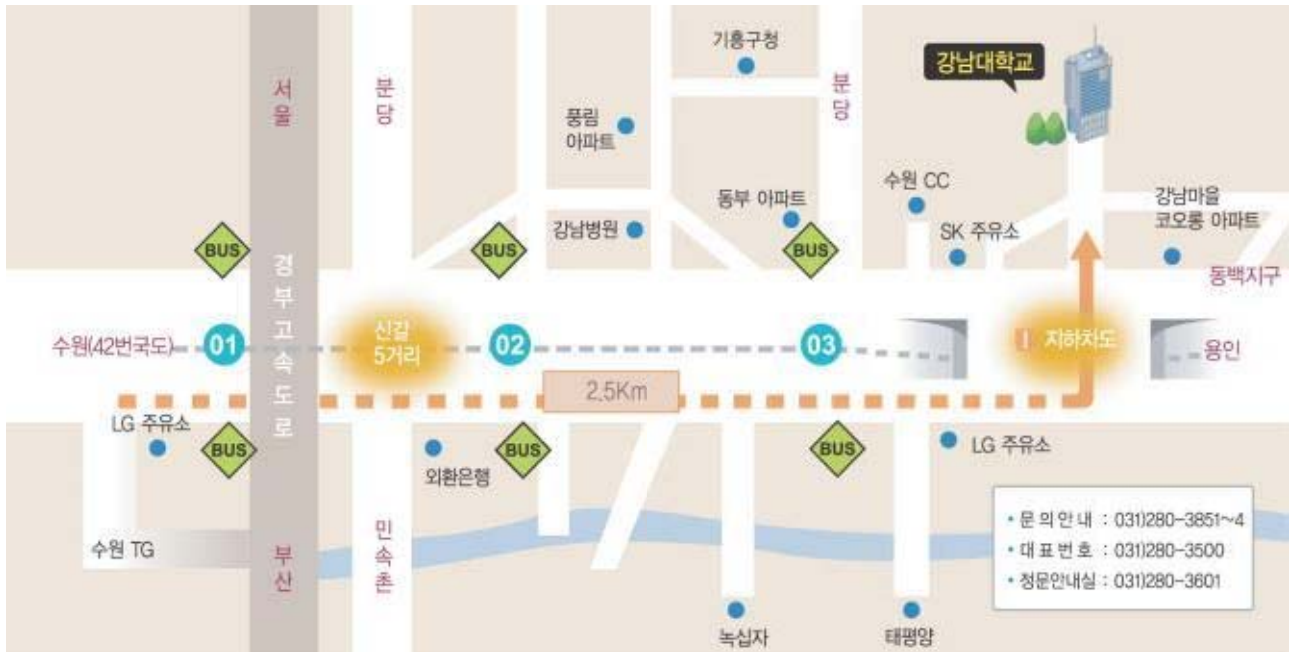 기흥구청
강남대학교
서울
분당
분당
풍림
아파트
수원 CC
동부 아파트
강남마을
코오롱 아파트
강남병원
SK 주유소
BUS
BUS
BUS
경부고속도로
동백지구
수원(42번국도)
01
신갈
5거리
02
03
지하차도
용인
2.5Km
LG 주유소
BUS
BUS
BUS
LG 주유소
외환은행
수원 TG
부산
민속촌
• 문의안내 : 031)280-3851~4
• 대표번호 : 031)280-3500
• 정문안내실 : 031)280-3601
녹십자
태평양